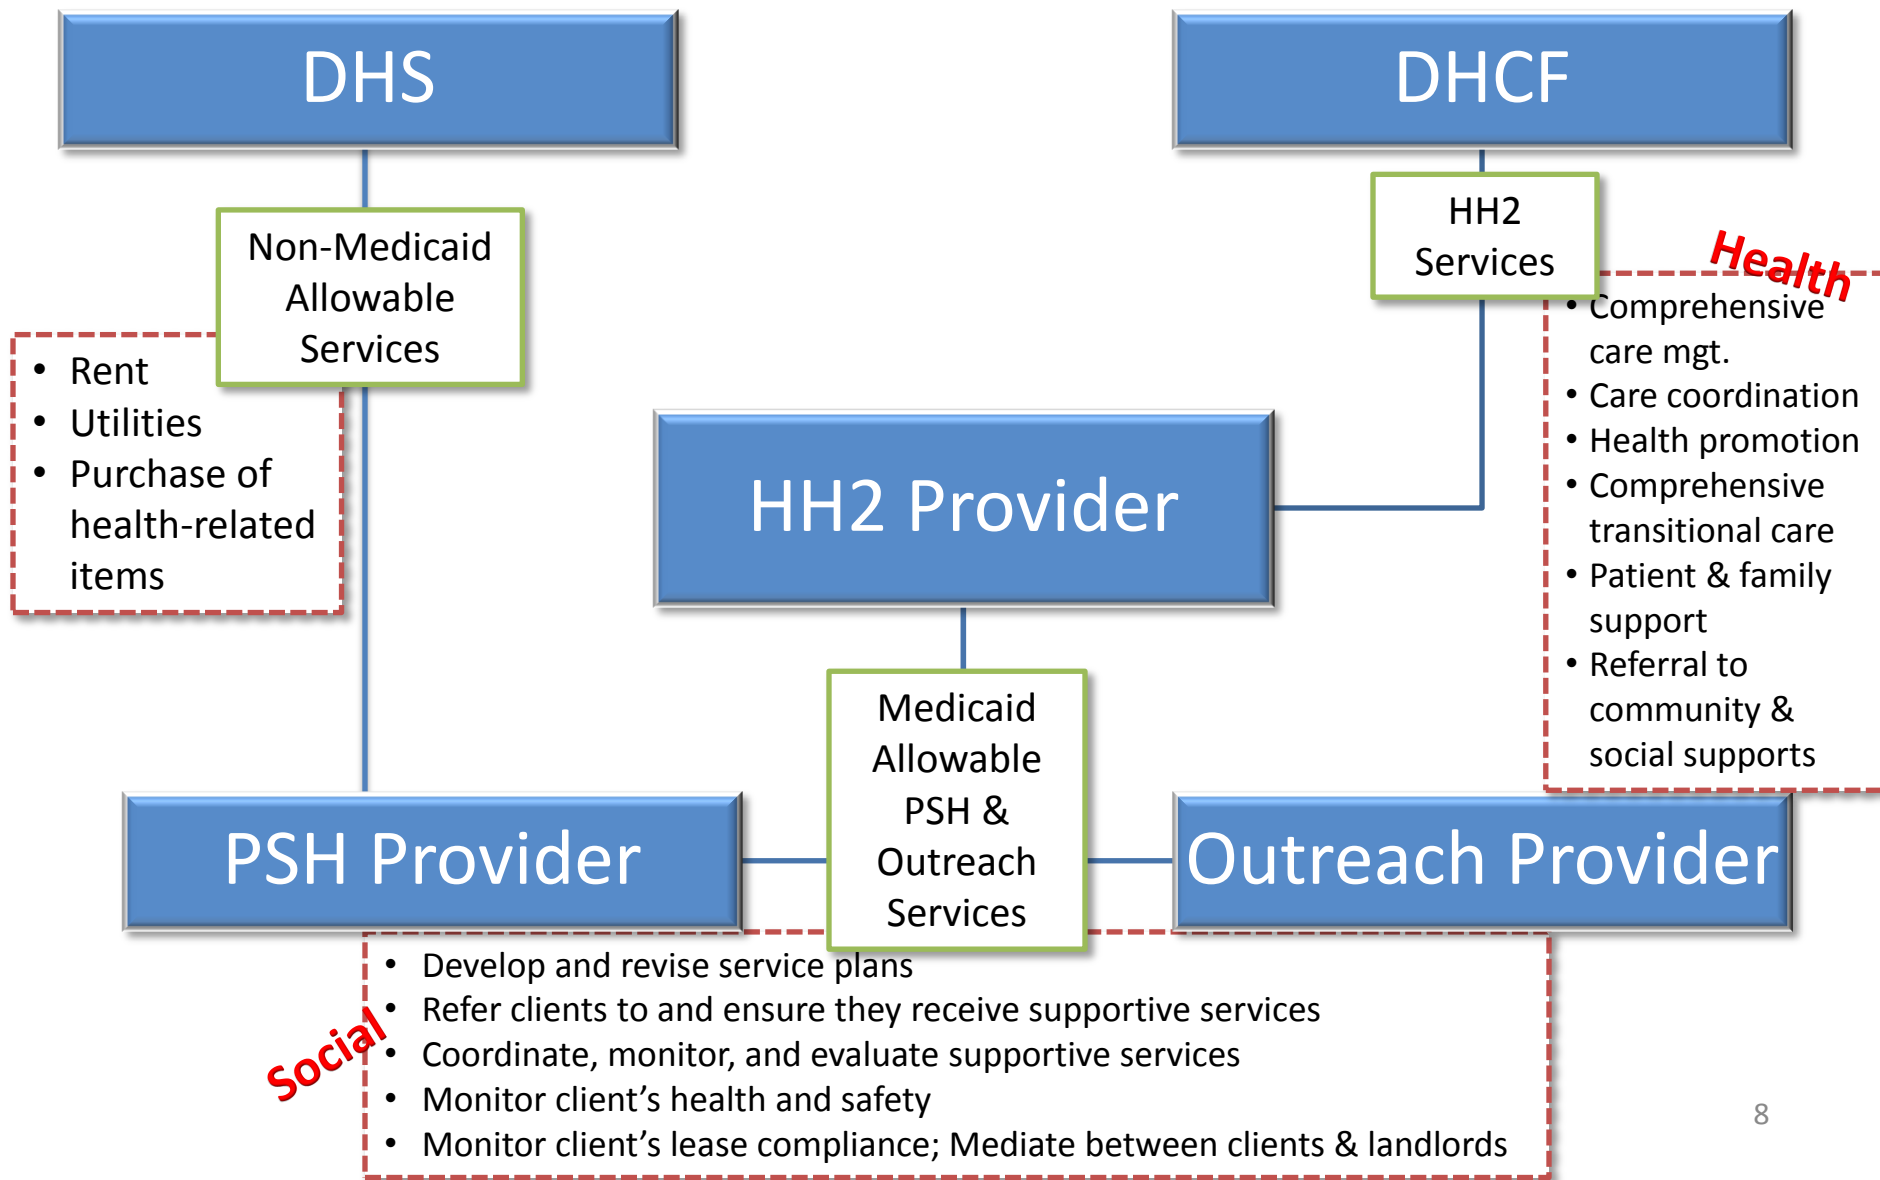 DHS
DHCF
Non-Medicaid
Allowable
Services
HH2
Services
Health
• Rent
• Utilities
• Purchase of
health-related
items
• Comprehensive
care mgt.
• Care coordination
• Health promotion
• Comprehensive
transitional care
• Patient & family
support
• Referral to
community &
social supports
HH2 Provider
Medicaid
Allowable
PSH &
Outreach
Services
PSH Provider
Outreach Provider
Social
• Develop and revise service plans
• Refer clients to and ensure they receive supportive services
• Coordinate, monitor, and evaluate supportive services
• Monitor client’s health and safety
• Monitor client’s lease compliance; Mediate between clients & landlords
8